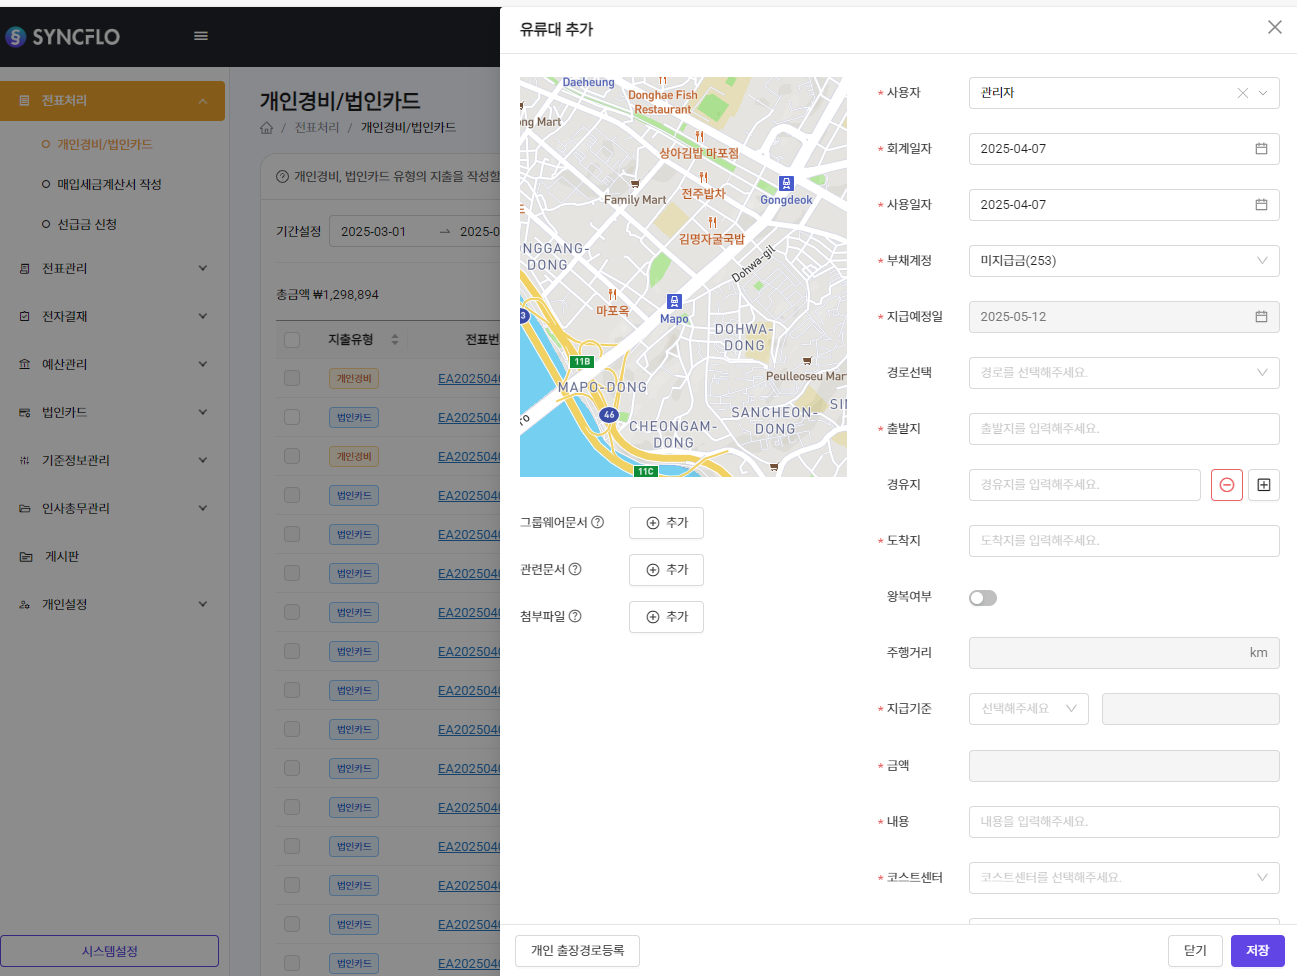 SYNCFLO
전표처리
개인경비/법인카드
매입세금계산서 작성
선급금 신청
전표관리
전자결재
예산관리
법인카드
기준정보관리
인사총무관리
게시판
개인설정
시스템설정
개인경비/법인카드
/ 전표처리 / 개인경비/법인카드
개인경비, 법인카드 유형의 지출을 작성할
기간설정 2025-03-01 → 2025-0
총금액 ₩1,298,894
지출유형 전표번
개인경비 EA2025040
법인카드 EA2025040
개인경비 EA2025040
법인카드 EA2025040
법인카드 EA2025040
법인카드 EA2025040
법인카드 EA2025040
법인카드 EA2025040
법인카드 EA2025040
법인카드 EA2025040
법인카드 EA2025040
법인카드 EA2025040
법인카드 EA2025040
법인카드 EA2025040
법인카드 EA2025040
법인카드 EA2025040
유류대 추가
Daeheung
Donghae Fish
Restaurant
ong Mart
상아김밥 마포점
전주밥차
Family Mart
Gongdeok
김명자굴국밥
NGGANG-
DONG
Dohwa-gil
마포옥
Mapo
3
DOHWA-
DONG
11B
Peulleoseu Mar
MAPO-DONG
46
SANCHEON-
DONG
SIN
CHEONGAM-
DONG
11C
그룹웨어문서 추가
관련문서 추가
첨부파일 추가
* 사용자 관리자
* 회계일자 2025-04-07
* 사용일자 2025-04-07
* 부채계정 미지급금(253)
* 지급예정일 2025-05-12
경로선택 경로를 선택해주세요.
* 출발지 출발지를 입력해주세요.
경유지 경유지를 입력해주세요.
* 도착지 도착지를 입력해주세요.
왕복여부
주행거리 km
* 지급기준 선택해주세요
* 금액
* 내용 내용을 입력해주세요.
* 코스트센터 코스트센터를 선택해주세요.
개인 출장경로등록
닫기
저장